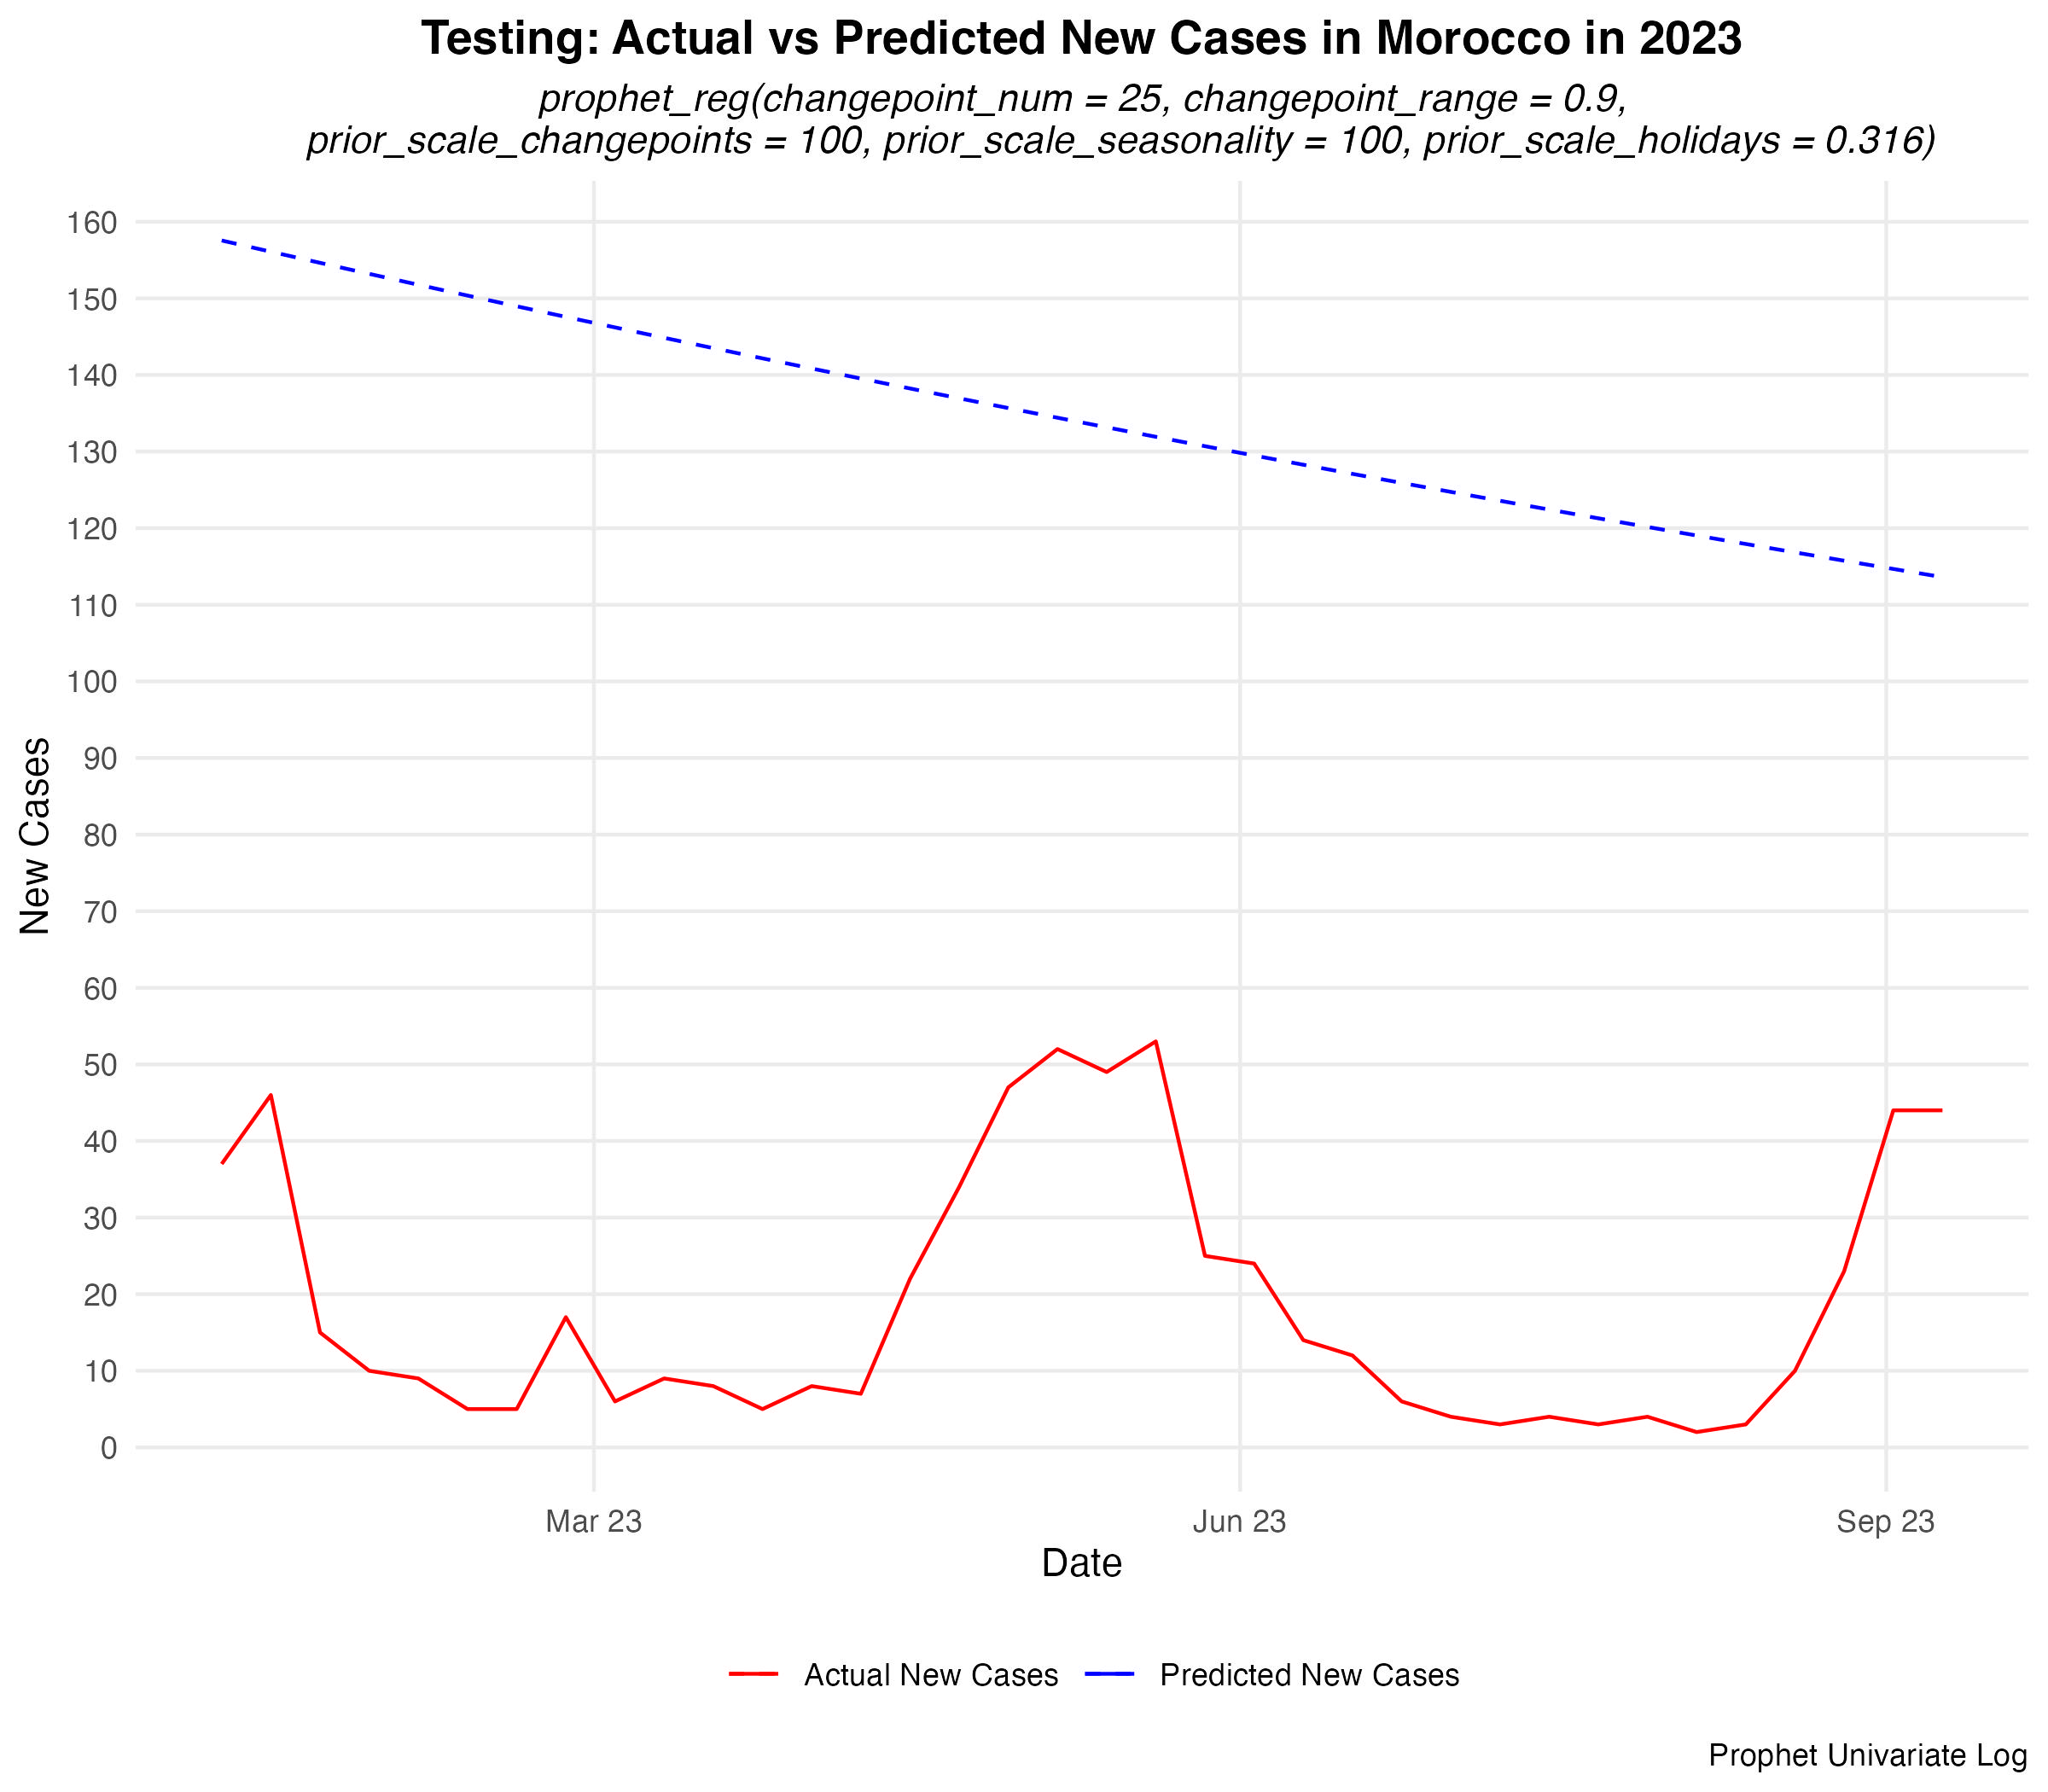 Testing: Actual vs Predicted New Cases in Morocco in 2023
prophet_reg(changepoint_num = 25, changepoint_range = 0.9,
prior_scale_changepoints = 100, prior_scale_seasonality = 100, prior_scale_holidays = 0.316)
New Cases
160
150
140
130
120
110
100
90
80
70
60
50
40
30
20
10
0
Mar 23 Jun 23 Sep 23
Date
Actual New Cases Predicted New Cases
Prophet Univariate Log